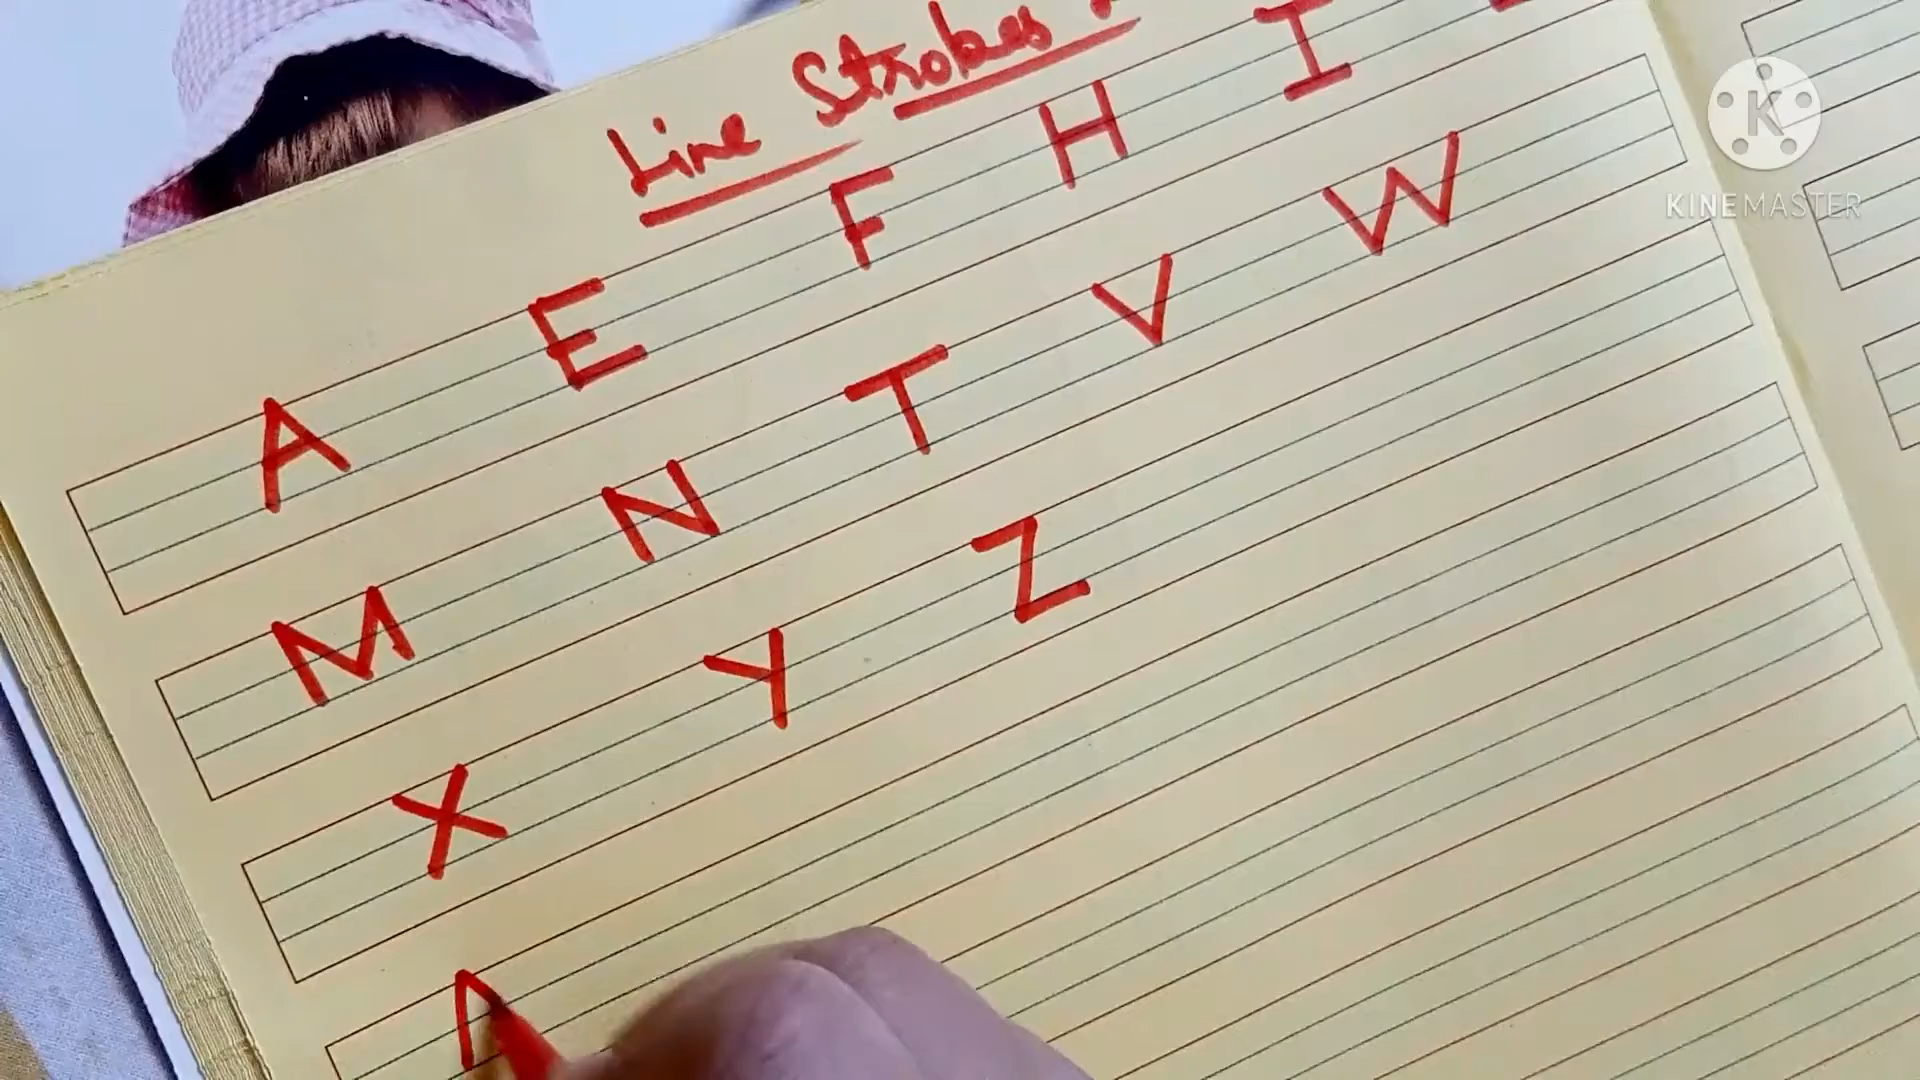 Line Strokes
A E F H I
M N T V W
X Y Z
KINEMASTER